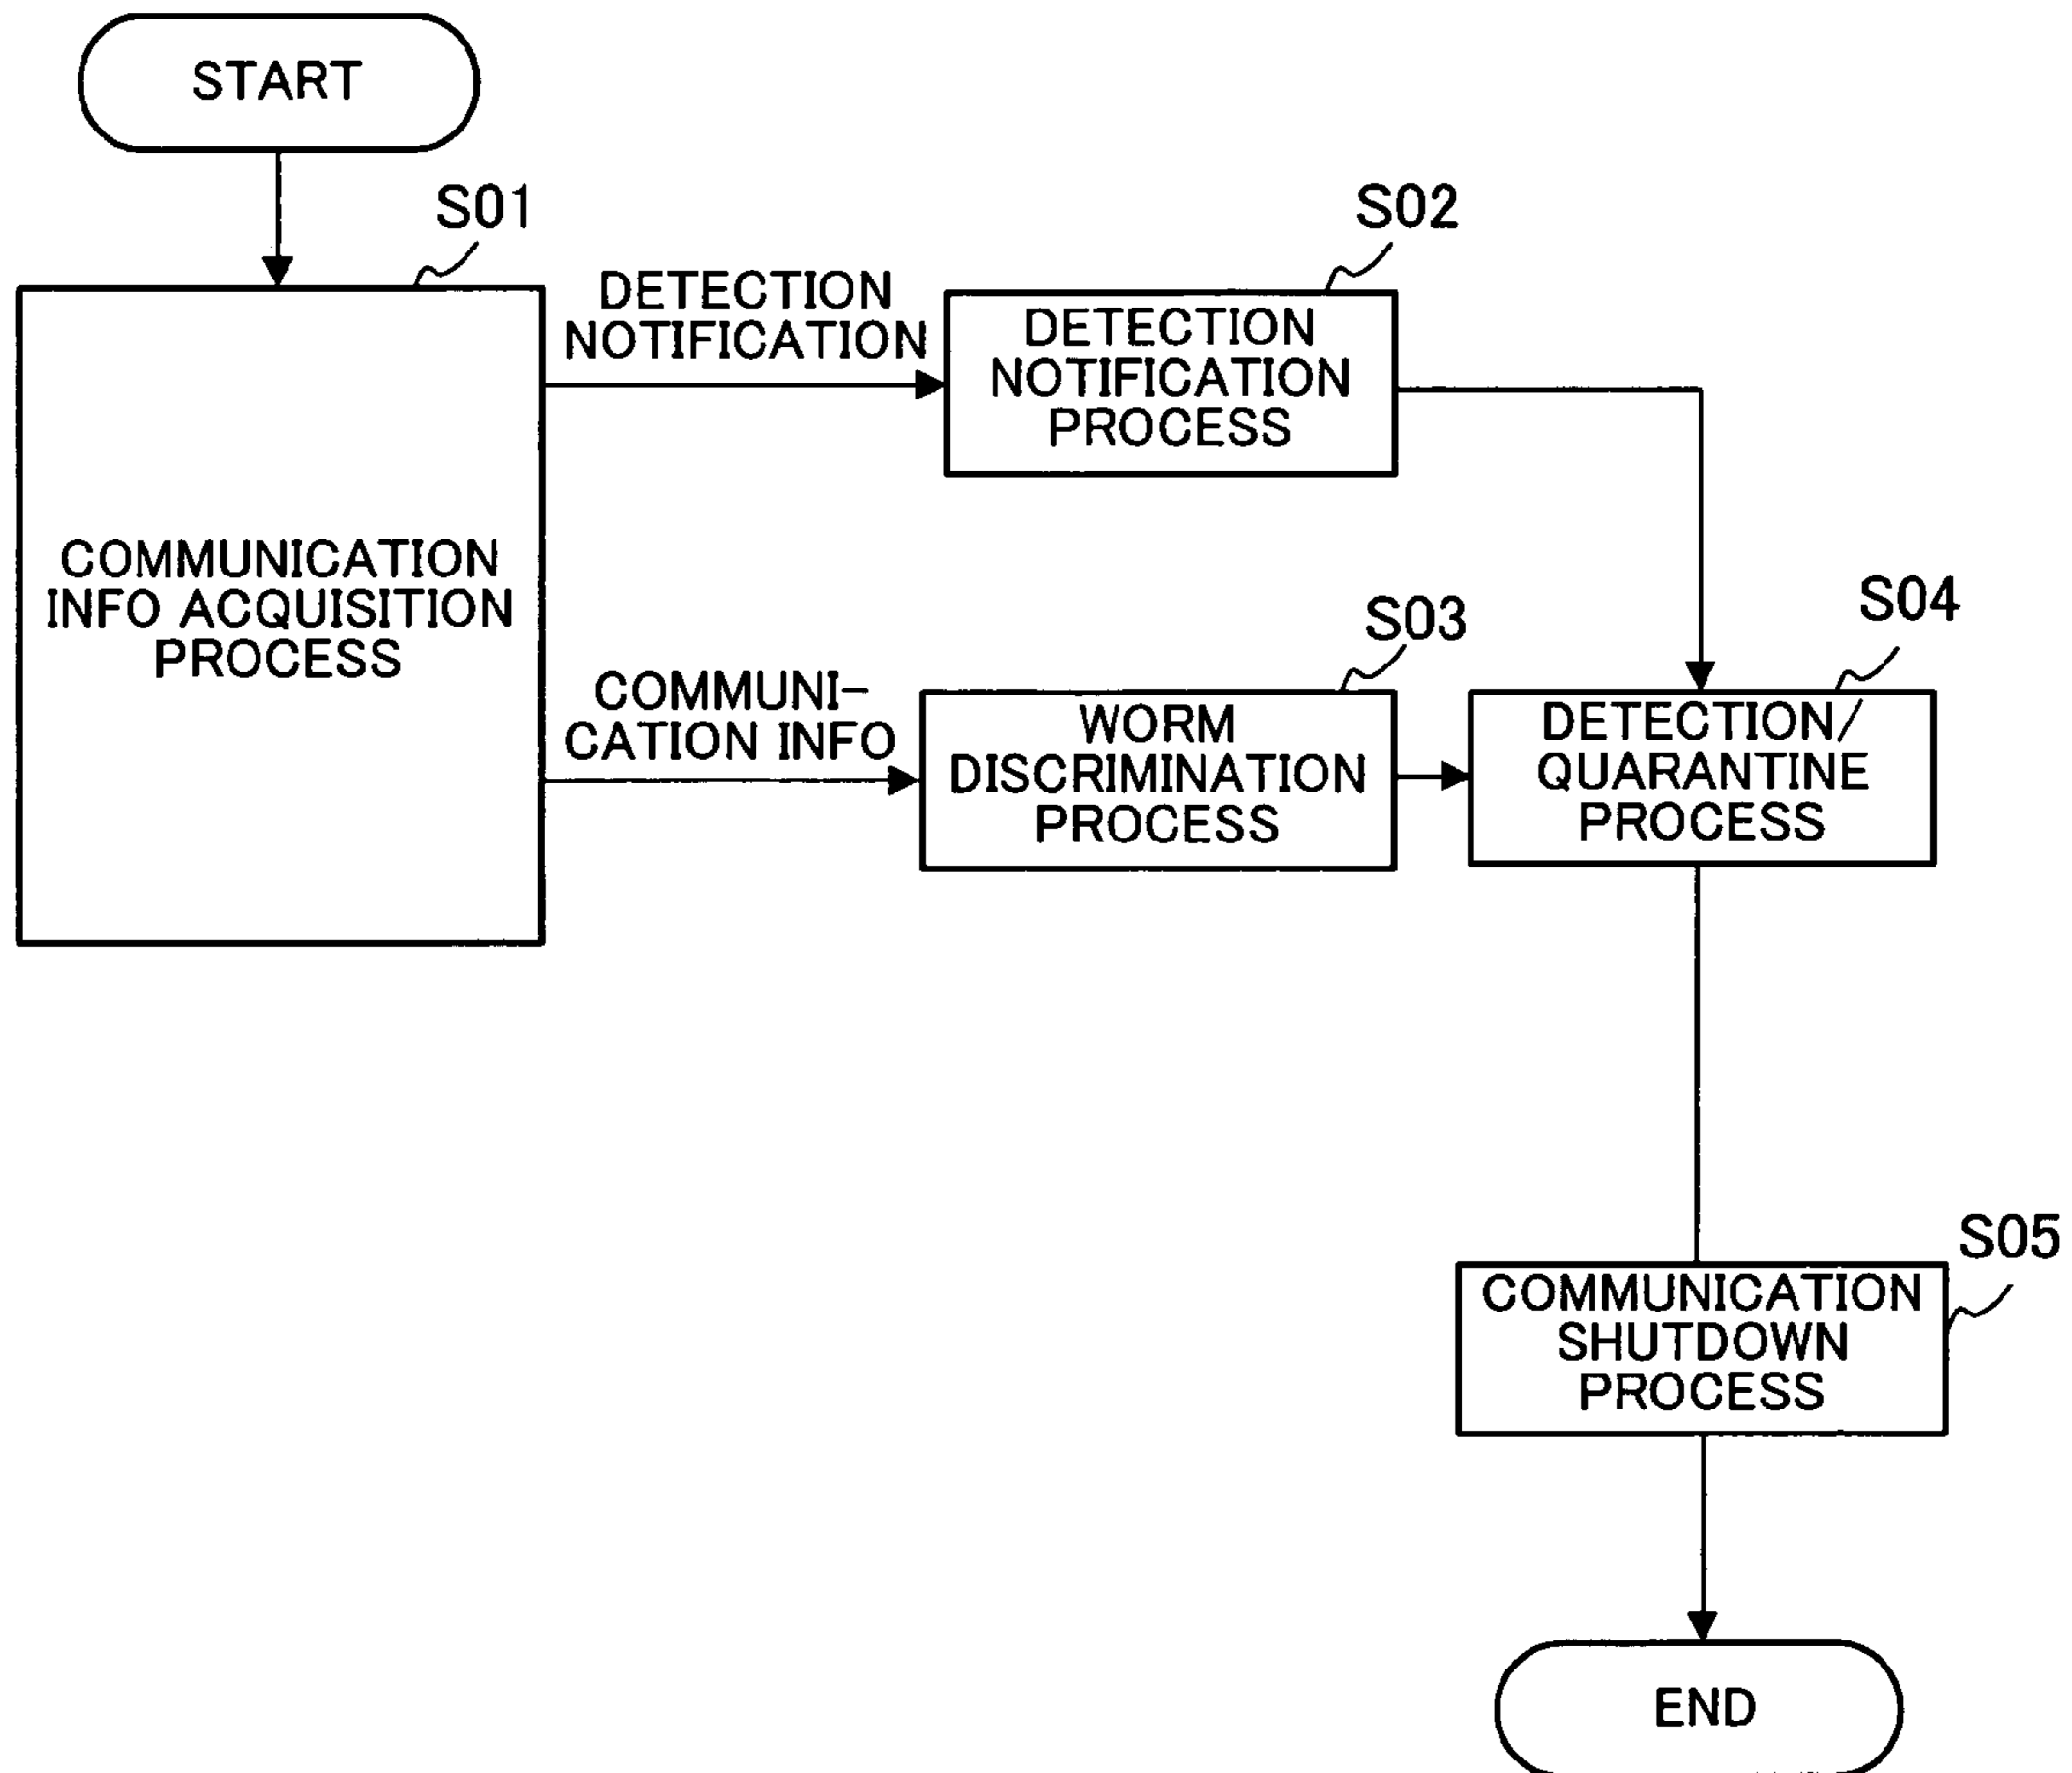 START
S01
COMMUNICATION
INFO ACQUISITION
PROCESS
DETECTION
NOTIFICATION
S02
DETECTION
NOTIFICATION
PROCESS
COMMUNI-
CATION INFO
S03
WORM
DISCRIMINATION
PROCESS
S04
DETECTION/
QUARANTINE
PROCESS
S05
COMMUNICATION
SHUTDOWN
PROCESS
END